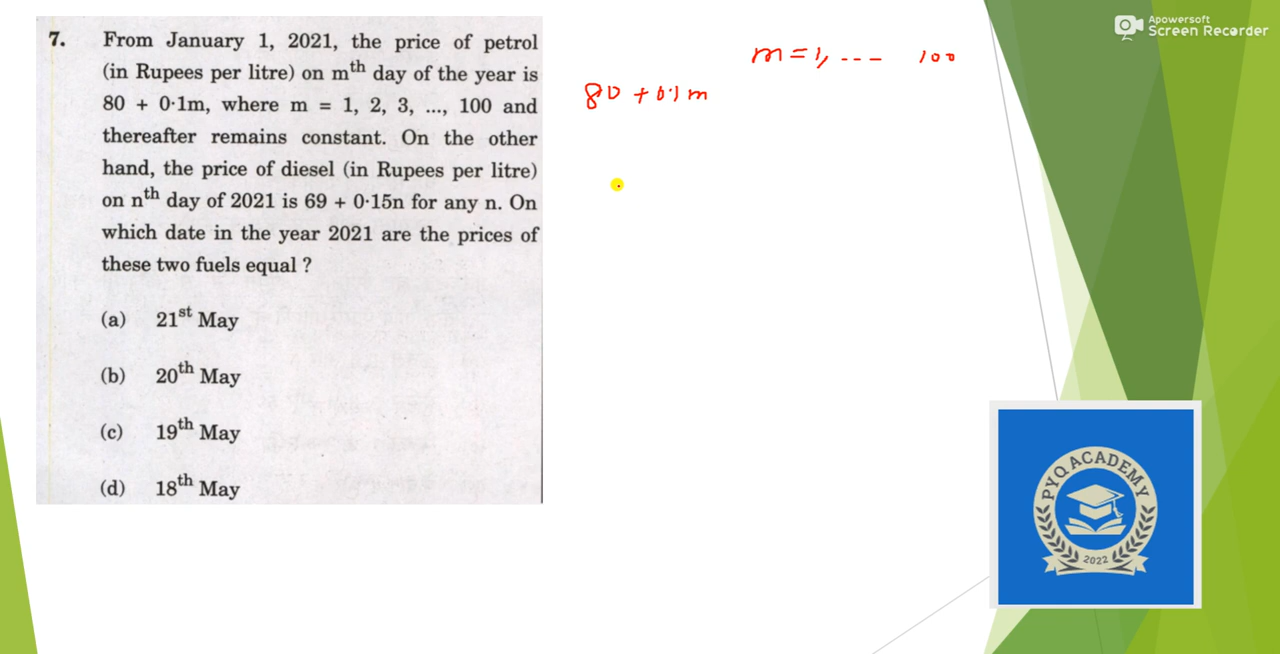 Apowersoft
Screen Recorder
7. From January 1, 2021, the price of petrol
(in Rupees per litre) on mth day of the year is
80 + 0·1m, where m = 1, 2, 3, ..., 100 and
thereafter remains constant. On the other
hand, the price of diesel (in Rupees per litre)
on nth day of 2021 is 69 + 0·15n for any n. On
which date in the year 2021 are the prices of
these two fuels equal ?
(a) 21st May
(b) 20th May
(c) 19th May
(d) 18th May
m = 1, --- 100
80 + 0.1 m
PYQ ACADEMY
2022